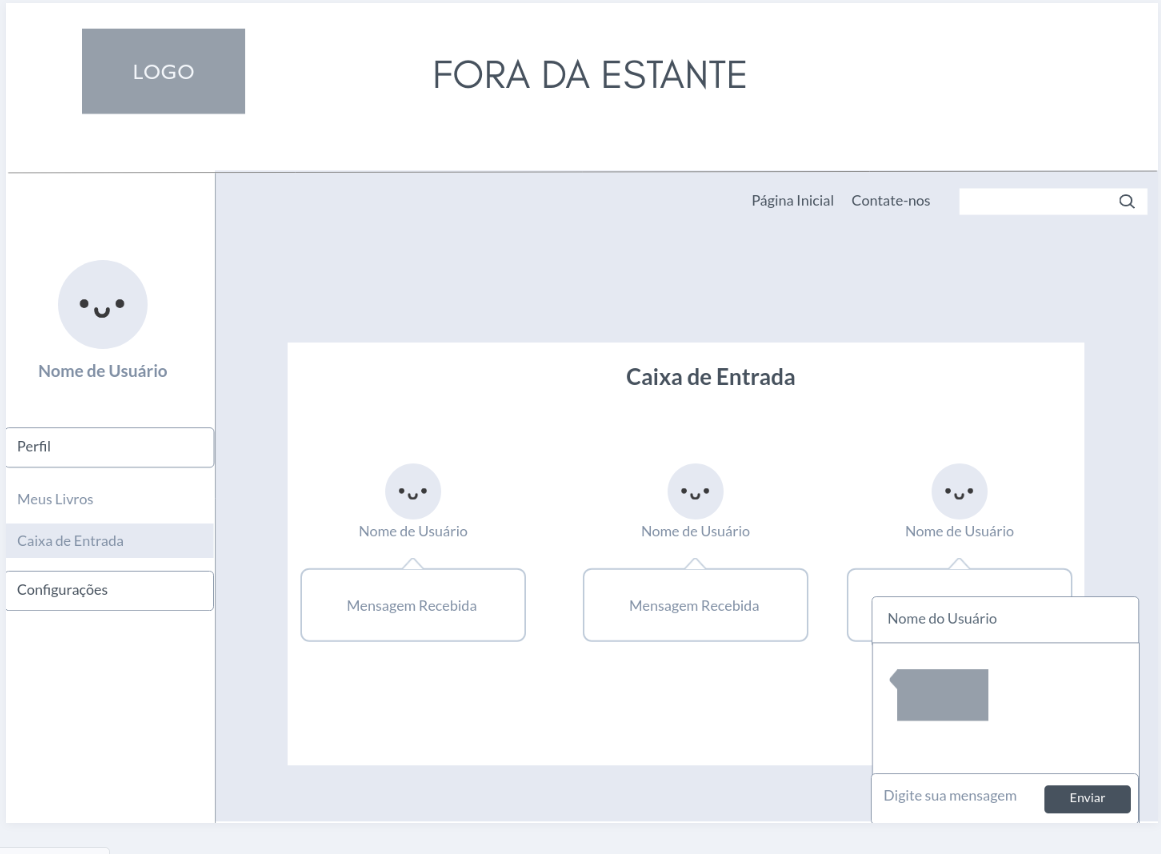 LOGO
FORA DA ESTANTE
Página Inicial
Contate-nos
Nome de Usuário
Perfil
Meus Livros
Caixa de Entrada
Configurações
Caixa de Entrada
Nome de Usuário
Nome de Usuário
Nome de Usuário
Mensagem Recebida
Mensagem Recebida
Nome do Usuário
Digite sua mensagem
Enviar